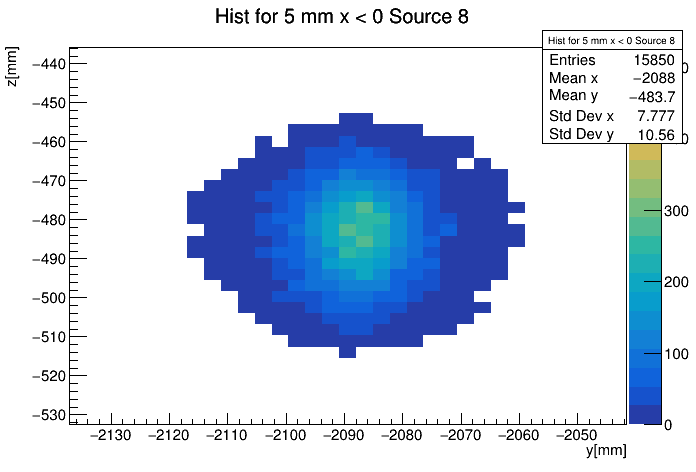 Hist for 5 mm x < 0 Source 8
z[mm]
Hist for 5 mm x < 0 Source 8
Entries 15850
Mean x −2088
Mean y −483.7
Std Dev x 7.777
Std Dev y 10.56
−440
−450
−460
−470
−480
−490
−500
−510
−520
−530
0
0
300
200
100
0
−2130 −2120 −2110 −2100 −2090 −2080 −2070 −2060 −2050
y[mm]